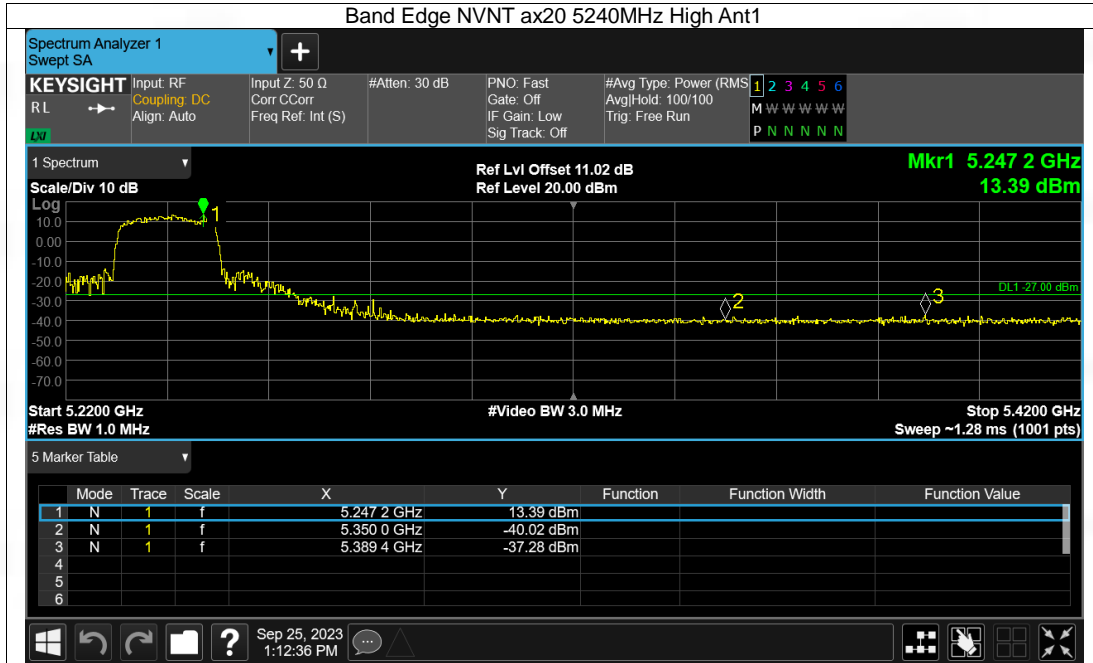 Band Edge NVNT ax20 5240MHz High Ant1
Spectrum Analyzer 1
Swept SA
KEYSIGHT
RL
LXI
Input: RF
Coupling: DC
Align: Auto
Input Z: 50 Ω
Corr CCorr
Freq Ref: Int (S)
#Atten: 30 dB
PNO: Fast
Gate: Off
IF Gain: Low
Sig Track: Off
#Avg Type: Power (RMS
Avg|Hold: 100/100
Trig: Free Run
1 2 3 4 5 6
M W W W W W
P N N N N N
1 Spectrum
Scale/Div 10 dB
Ref Lvl Offset 11.02 dB
Ref Level 20.00 dBm
Mkr1 5.247 2 GHz
13.39 dBm
Log
10.0
0.00
-10.0
-20.0
-30.0
-40.0
-50.0
-60.0
-70.0
1
2
3
DL1 -27.00 dBm
Start 5.2200 GHz
#Video BW 3.0 MHz
Stop 5.4200 GHz
#Res BW 1.0 MHz
Sweep ~1.28 ms (1001 pts)
5 Marker Table
Mode Trace Scale X Y Function Function Width Function Value
1 N 1 f 5.247 2 GHz 13.39 dBm
2 N 1 f 5.350 0 GHz -40.02 dBm
3 N 1 f 5.389 4 GHz -37.28 dBm
4
5
6
?
Sep 25, 2023
1:12:36 PM